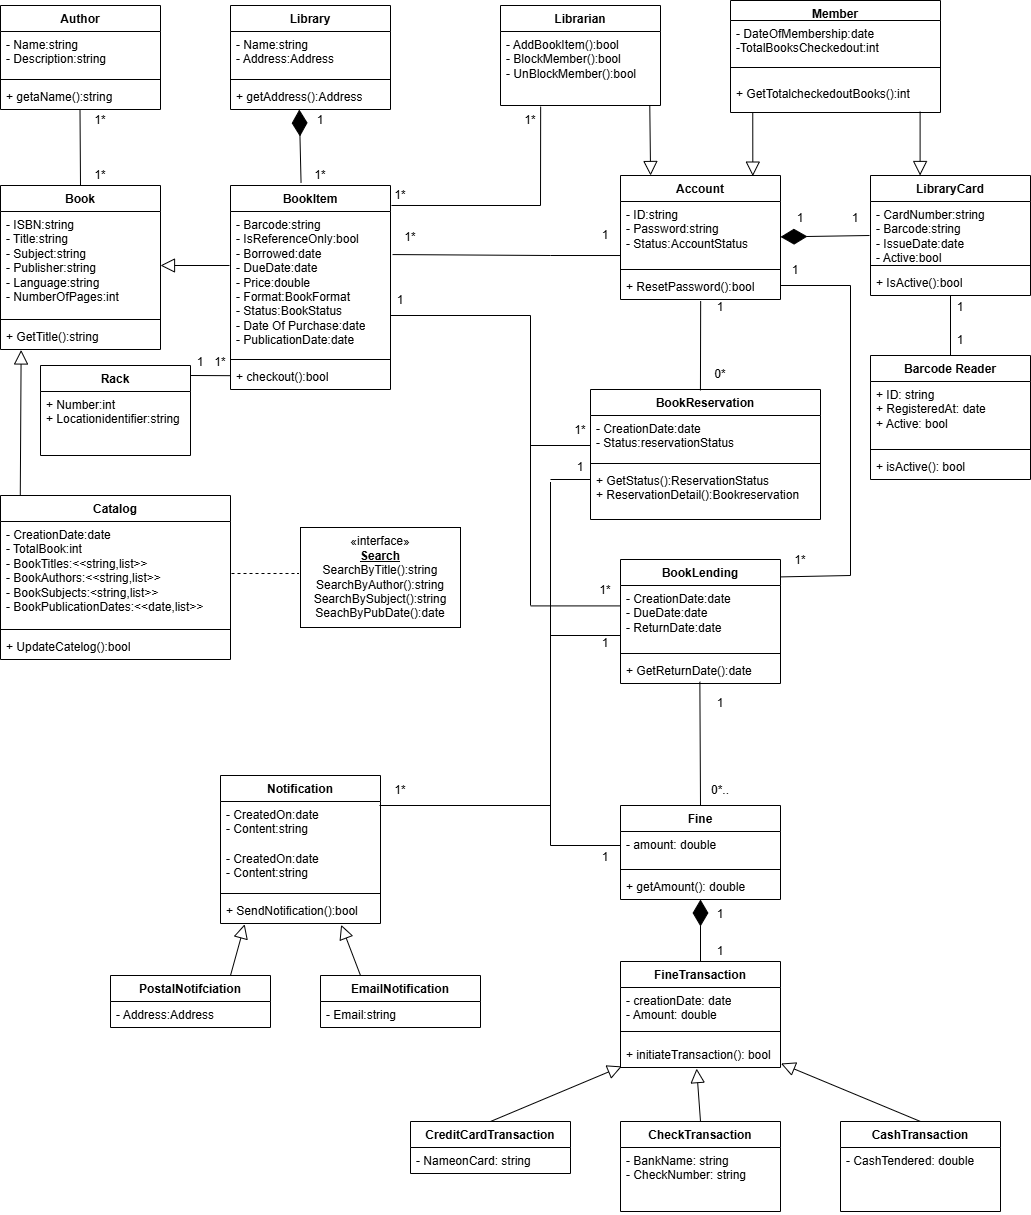 Author
- Name:string
- Description:string
+ getaName():string
Library
- Name:string
- Address:Address
+ getAddress():Address
Librarian
- AddBookItem():bool
- BlockMember():bool
- UnBlockMember():bool
Member
- DateOfMembership:date
-TotalBooksCheckedout:int
+ GetTotalcheckedoutBooks():int
1*
1
1*
1*
1*
1*
Book
- ISBN:string
- Title:string
- Subject:string
- Publisher:string
- Language:string
- NumberOfPages:int
+ GetTitle():string
BookItem
- Barcode:string
- IsReferenceOnly:bool
- Borrowed:date
- DueDate:date
- Price:double
- Format:BookFormat
- Status:BookStatus
- Date Of Purchase:date
- PublicationDate:date
+ checkout():bool
1*
1
1
Account
- ID:string
- Password:string
- Status:AccountStatus
+ ResetPassword():bool
1
1
1
LibraryCard
- CardNumber:string
- Barcode:string
- IssueDate:date
- Active:bool
+ IsActive():bool
1
1
1
0*
1
1*
Rack
+ Number:int
+ Locationidentifier:string
Barcode Reader
+ ID: string
+ RegisteredAt: date
+ Active: bool
+ isActive(): bool
BookReservation
- CreationDate:date
- Status:reservationStatus
+ GetStatus():ReservationStatus
+ ReservationDetail():Bookreservation
1*
1
Catalog
- CreationDate:date
- TotalBook:int
- BookTitles:<<string,list>>
- BookAuthors:<<string,list>>
- BookSubjects:<string,list>>
- BookPublicationDates:<<date,list>>
+ UpdateCatelog():bool
«interface»
Search
SearchByTitle():string
SearchByAuthor():string
SearchBySubject():string
SeachByPubDate():date
1*
1*
1
BookLending
- CreationDate:date
- DueDate:date
- ReturnDate:date
+ GetReturnDate():date
1
0*..
Notification
- CreatedOn:date
- Content:string
- CreatedOn:date
- Content:string
+ SendNotification():bool
1*
1
Fine
- amount: double
+ getAmount(): double
1
1
PostalNotifciation
- Address:Address
EmailNotification
- Email:string
FineTransaction
- creationDate: date
- Amount: double
+ initiateTransaction(): bool
CreditCardTransaction
- NameonCard: string
CheckTransaction
- BankName: string
- CheckNumber: string
CashTransaction
- CashTendered: double